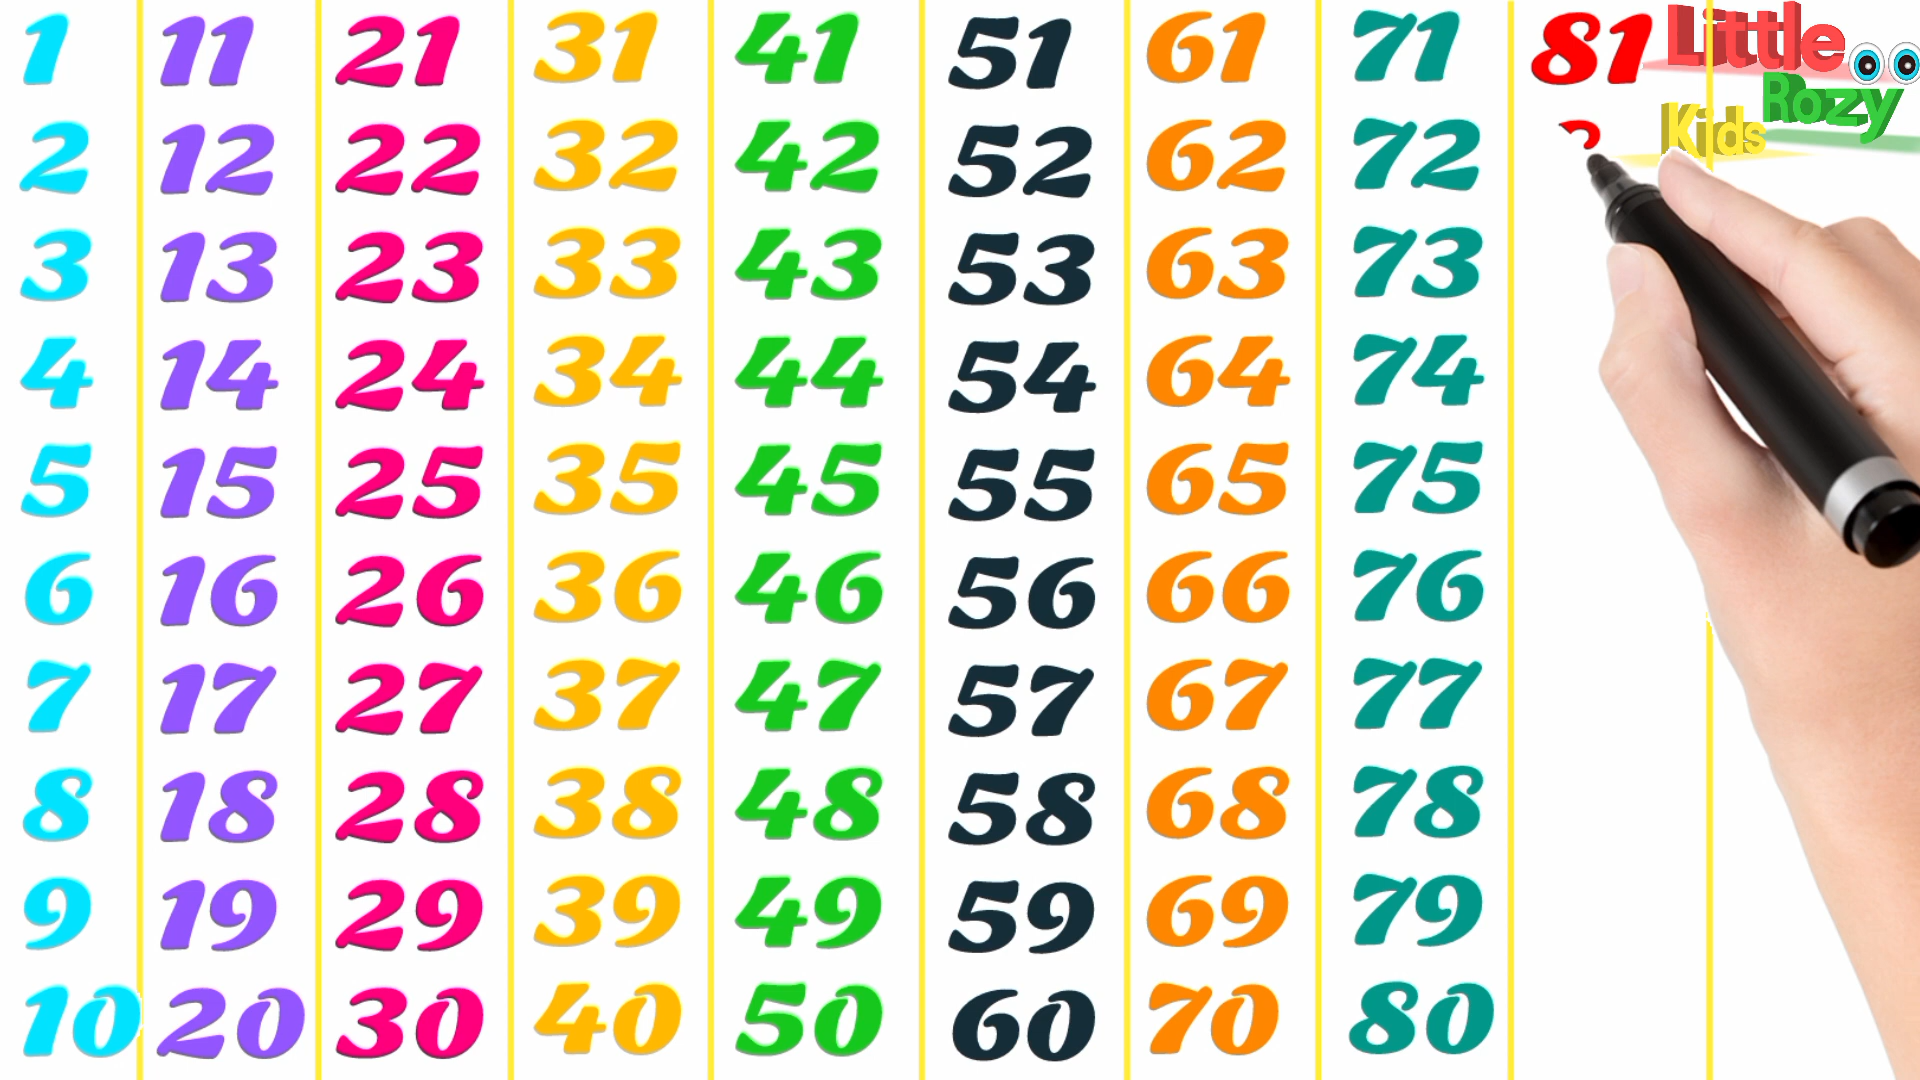 1 11 21 31 41 51 61 71 81
2 12 22 32 42 52 62 72
3 13 23 33 43 53 63 73
4 14 24 34 44 54 64 74
5 15 25 35 45 55 65 75
6 16 26 36 46 56 66 76
7 17 27 37 47 57 67 77
8 18 28 38 48 58 68 78
9 19 29 39 49 59 69 79
10 20 30 40 50 60 70 80
Little
Rozy
Kids